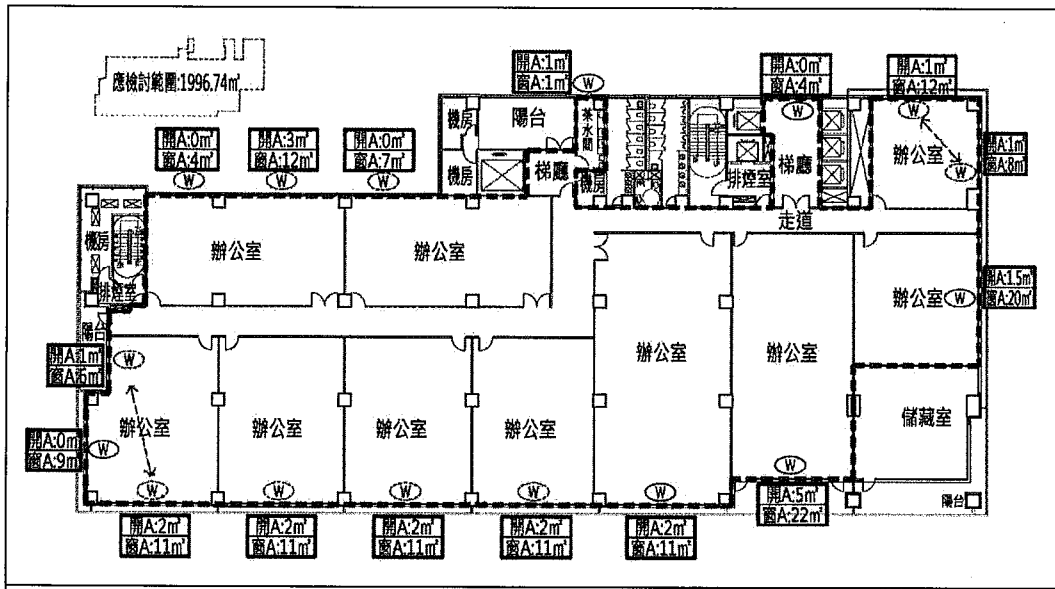 應檢討範圍:1996.74㎡
開A:1㎡
窗A:1㎡
W
開A:0㎡
窗A:4㎡
W
開A:1㎡
窗A:12㎡
W
開A:0㎡
窗A:4㎡
W
開A:3㎡
窗A:12㎡
W
開A:0㎡
窗A:7㎡
W
機房
陽台
茶水間
機房
梯廳
機房
排煙室
梯廳
辦公室
W
開A:1㎡
窗A:8㎡
走道
機房
排煙室
陽台
辦公室
辦公室
辦公室
W
開A:1.5㎡
窗A:20㎡
開A:1㎡
窗A:6㎡
W
辦公室
辦公室
開A:0㎡
窗A:9㎡
W
辦公室
辦公室
辦公室
辦公室
儲藏室
W
W
W
W
W
W
陽台
開A:2㎡
窗A:11㎡
開A:2㎡
窗A:11㎡
開A:2㎡
窗A:11㎡
開A:2㎡
窗A:11㎡
開A:2㎡
窗A:11㎡
開A:5㎡
窗A:22㎡